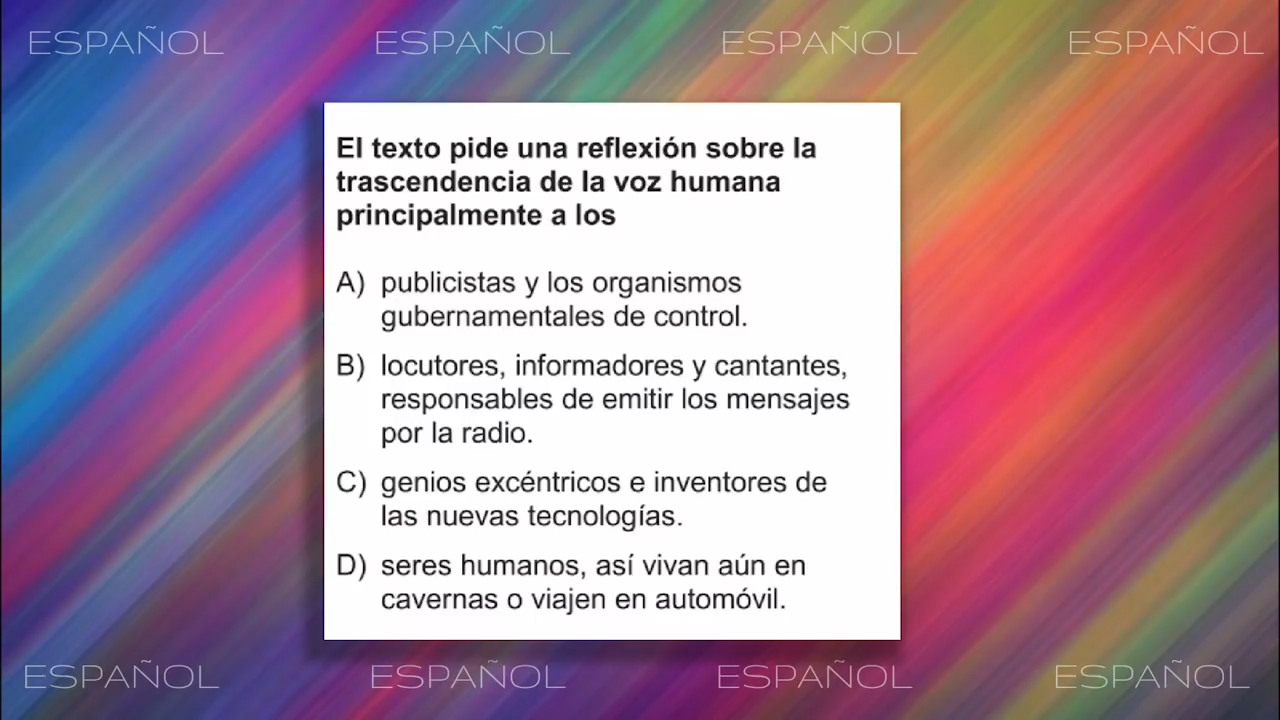 ESPAÑOL ESPAÑOL ESPAÑOL ESPAÑOL
El texto pide una reflexión sobre la
trascendencia de la voz humana
principalmente a los
A) publicistas y los organismos
gubernamentales de control.
B) locutores, informadores y cantantes,
responsables de emitir los mensajes
por la radio.
C) genios excéntricos e inventores de
las nuevas tecnologías.
D) seres humanos, así vivan aún en
cavernas o viajen en automóvil.
ESPAÑOL ESPAÑOL ESPAÑOL ESPAÑOL